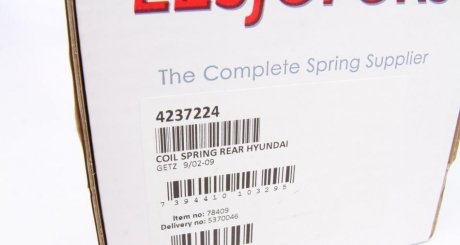 The Complete Spring Supplier
4237224
COIL SPRING REAR HYUNDAI
GETZ 9/02-09
7 394410 103295
Item no: 78409
Delivery no: 5370046